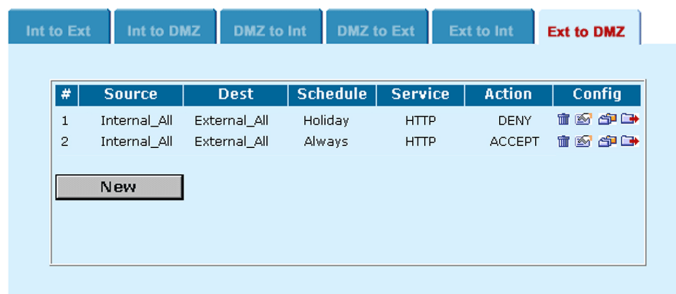 Int to Ext Int to DMZ DMZ to Int DMZ to Ext Ext to Int Ext to DMZ
# Source Dest Schedule Service Action Config
1 Internal_All External_All Holiday HTTP DENY
2 Internal_All External_All Always HTTP ACCEPT
New